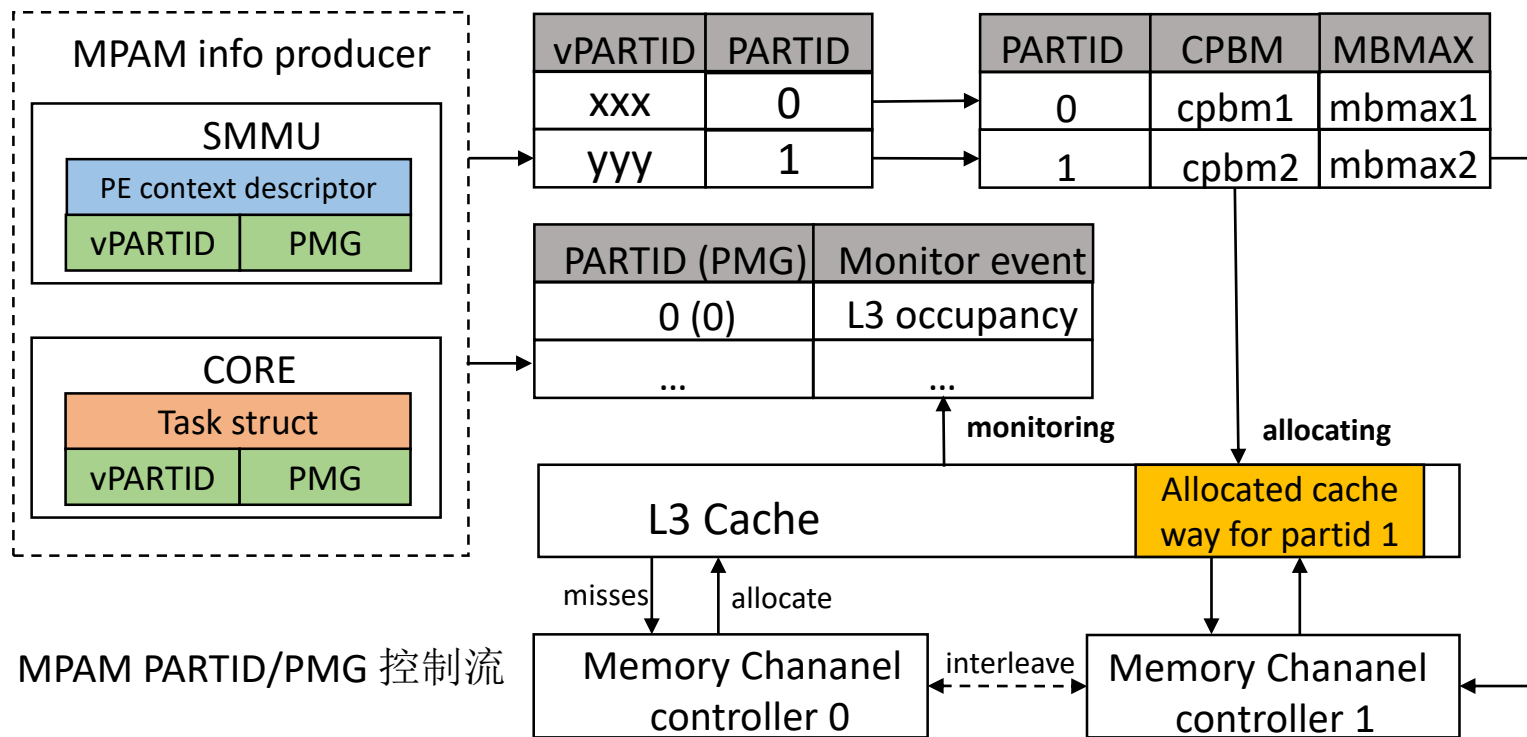 MPAM info producer
SMMU
PE context descriptor
vPARTID PMG
CORE
Task struct
vPARTID PMG
vPARTID PARTID
xxx 0
yyy 1
PARTID CPBM MBMAX
0 cpbm1 mbmax1
1 cpbm2 mbmax2
PARTID (PMG) Monitor event
0 (0) L3 occupancy
... ...
monitoring
allocating
L3 Cache
Allocated cache
way for partid 1
misses
allocate
MPAM PARTID/PMG 控制流
Memory Chananel
controller 0
interleave
Memory Chananel
controller 1